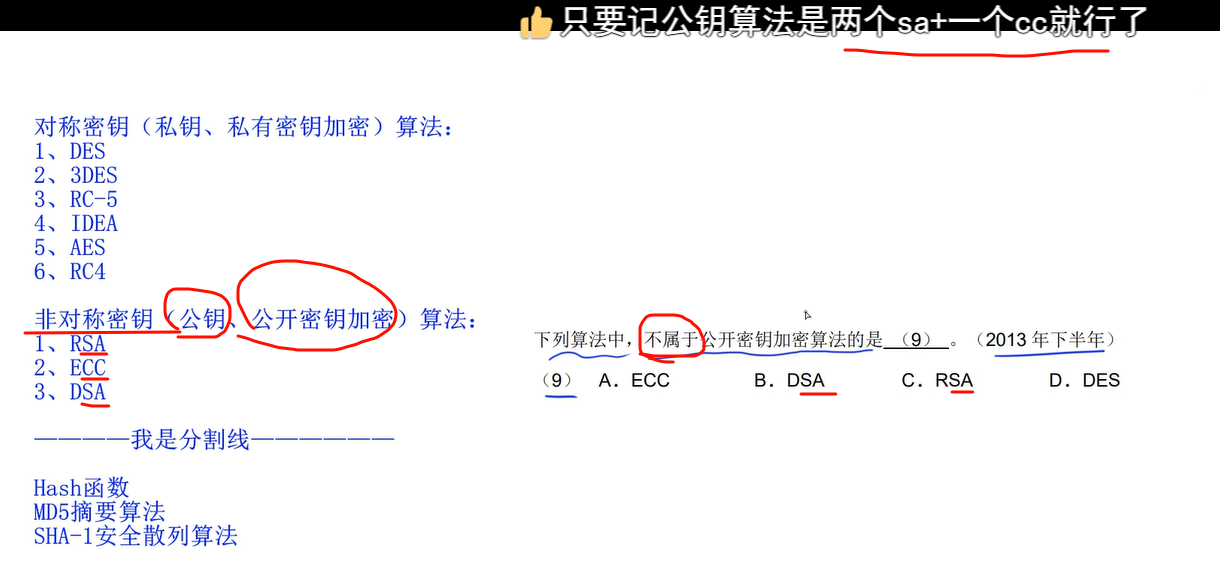 👍只要记公钥算法是两个sa+一个cc就行了
对称密钥（私钥、私有密钥加密）算法：
1、DES
2、3DES
3、RC-5
4、IDEA
5、AES
6、RC4
非对称密钥（公钥、公开密钥加密）算法：
1、RSA
2、ECC
3、DSA
————我是分割线——————
Hash函数
MD5摘要算法
SHA-1安全散列算法
下列算法中，不属于公开密钥加密算法的是 （9） 。（2013 年下半年）
（9） A．ECC B．DSA C．RSA D．DES